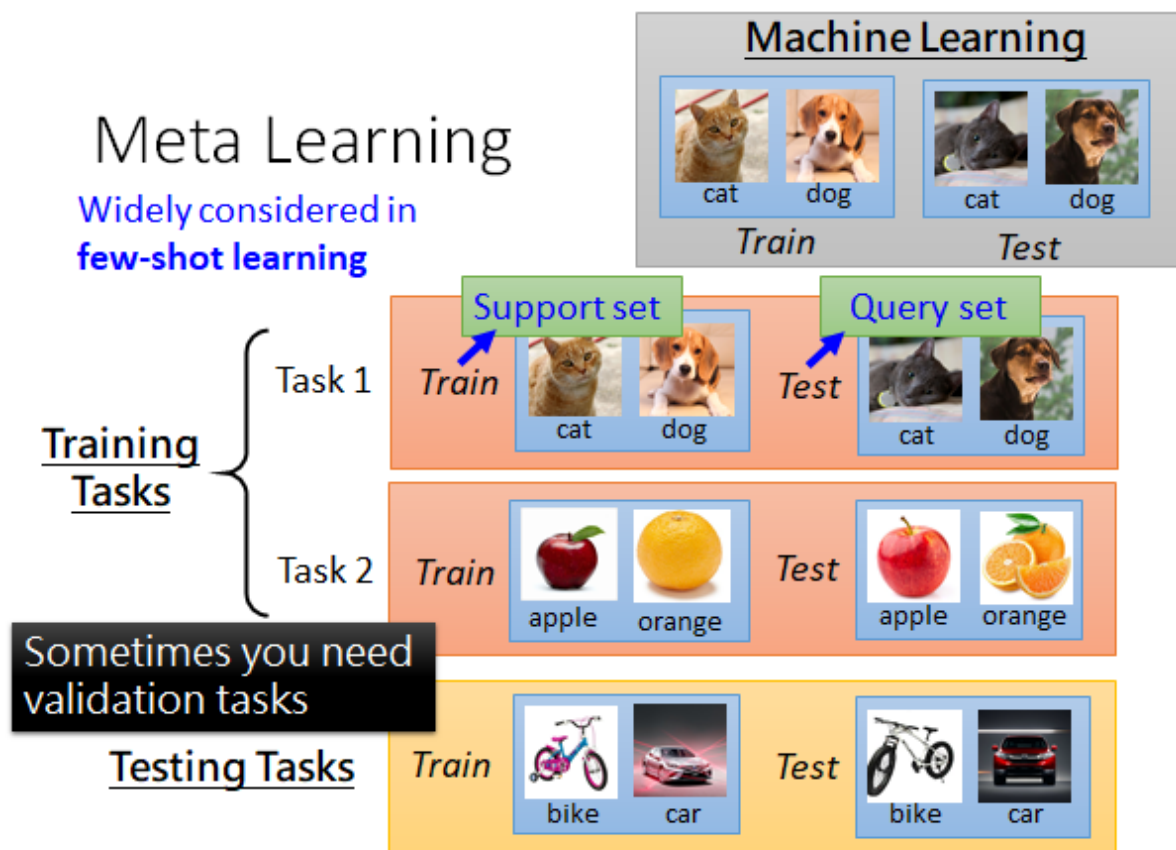 Machine Learning
cat dog cat dog
Train Test
Meta Learning
Widely considered in
few-shot learning
Support set Query set
Task 1 Train Test
cat dog cat dog
Training
Tasks
Task 2 Train Test
apple orange apple orange
Sometimes you need
validation tasks
Testing Tasks Train Test
bike car bike car